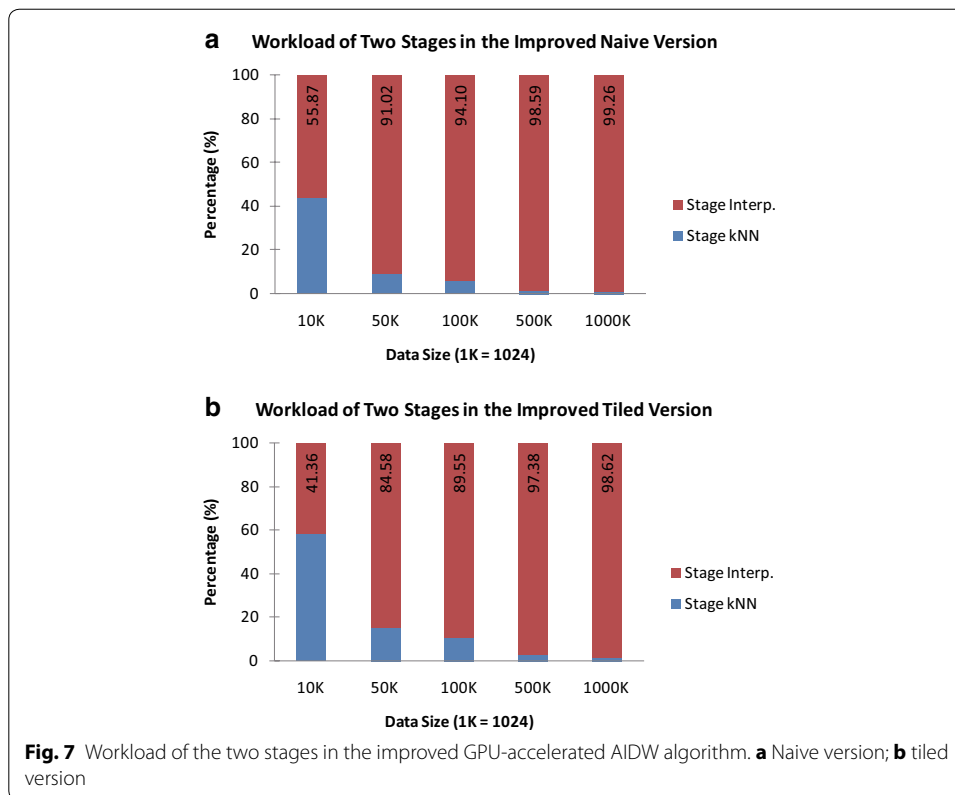 a Workload of Two Stages in the Improved Naive Version
Percentage (%)
100
80
60
40
20
0
55.87
91.02
94.10
98.59
99.26
Stage Interp.
Stage kNN
10K 50K 100K 500K 1000K
Data Size (1K = 1024)
b Workload of Two Stages in the Improved Tiled Version
Percentage (%)
100
80
60
40
20
0
41.36
84.58
89.55
97.38
98.62
Stage Interp.
Stage kNN
10K 50K 100K 500K 1000K
Data Size (1K = 1024)
Fig. 7 Workload of the two stages in the improved GPU-accelerated AIDW algorithm. a Naive version; b tiled
version